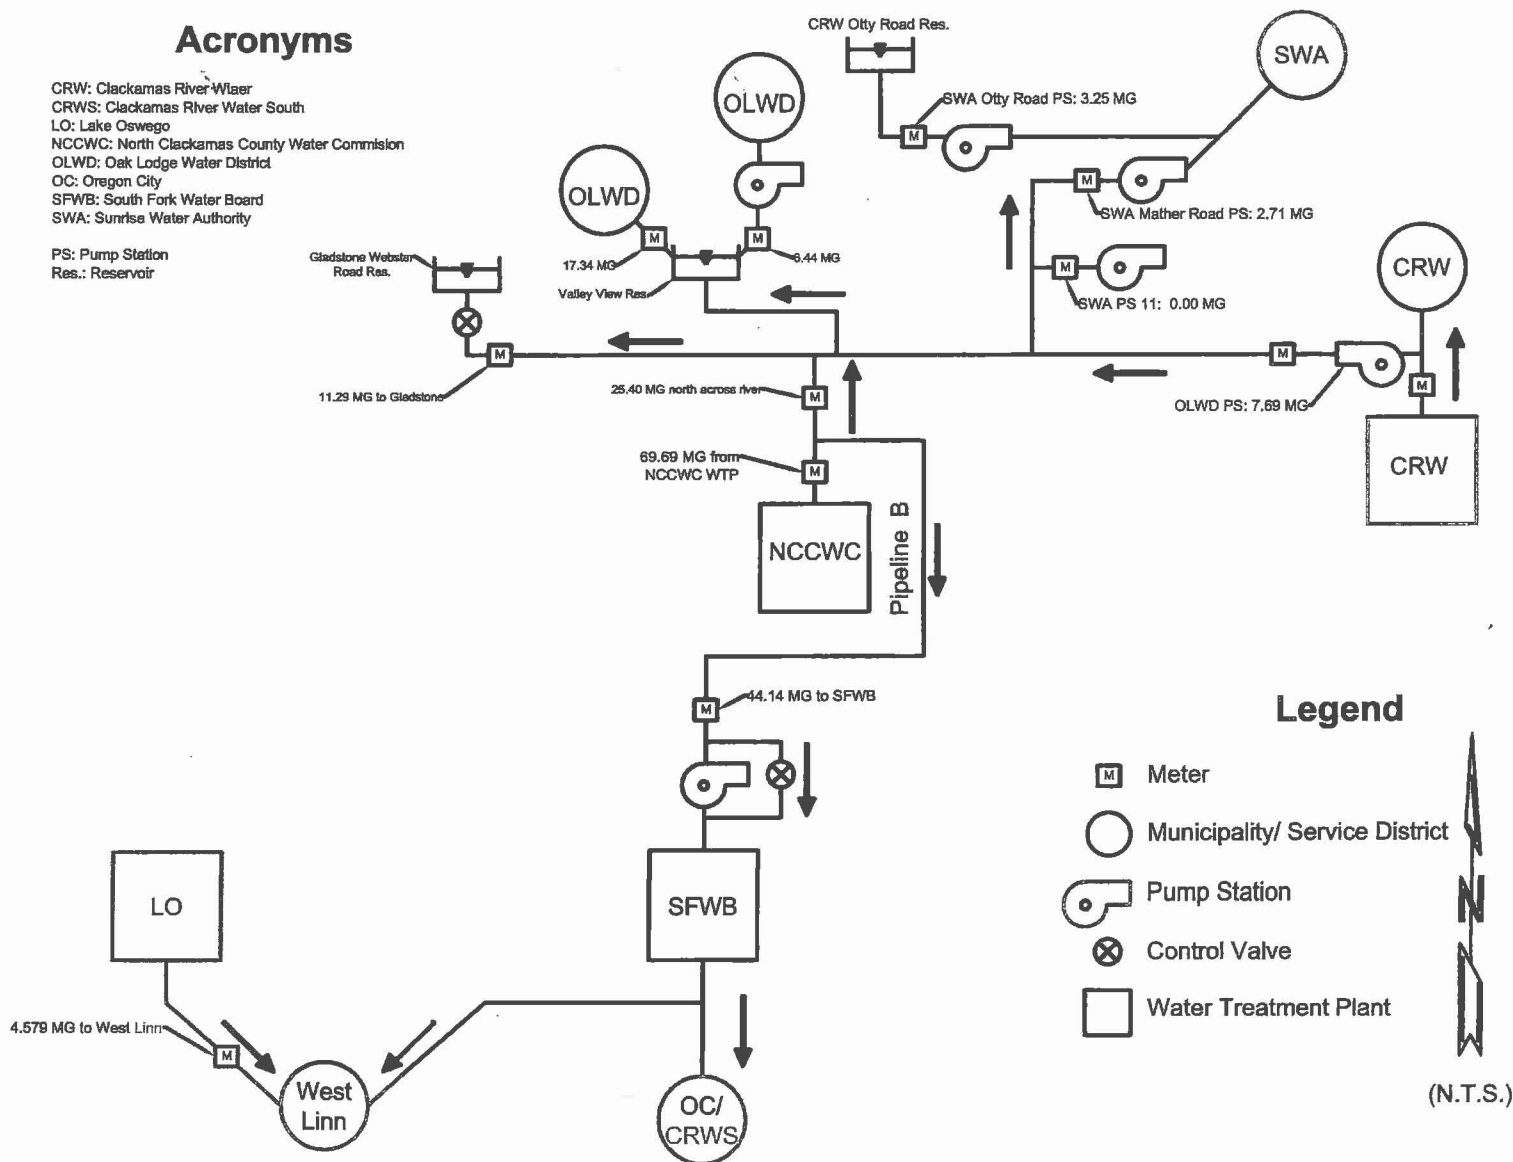 Acronyms
CRW: Clackamas River Wtaer
CRWS: Clackamas River Water South
LO: Lake Oswego
NCCWC: North Clackamas County Water Commision
OLWD: Oak Lodge Water District
OC: Oregon City
SFWB: South Fork Water Board
SWA: Sunrise Water Authority
PS: Pump Station
Res.: Reservoir
CRW Otty Road Res.
SWA
OLWD
SWA Otty Road PS: 3.25 MG
M
OLWD
M
SWA Mather Road PS: 2.71 MG
M
M
17.34 MG
6.44 MG
Gladstone Webster
Road Res.
Valley View Res
CRW
M
SWA PS 11: 0.00 MG
M
M
11.29 MG to Gladstone
25.40 MG north across river
M
M
OLWD PS: 7.69 MG
69.69 MG from
NCCWC WTP
M
CRW
NCCWC
Pipeline B
44.14 MG to SFWB
M
LO
SFWB
4.579 MG to West Linn
M
West
Linn
OC/
CRWS
Legend
M
Meter
Municipality/ Service District
Pump Station
Control Valve
Water Treatment Plant
N
(N.T.S.)